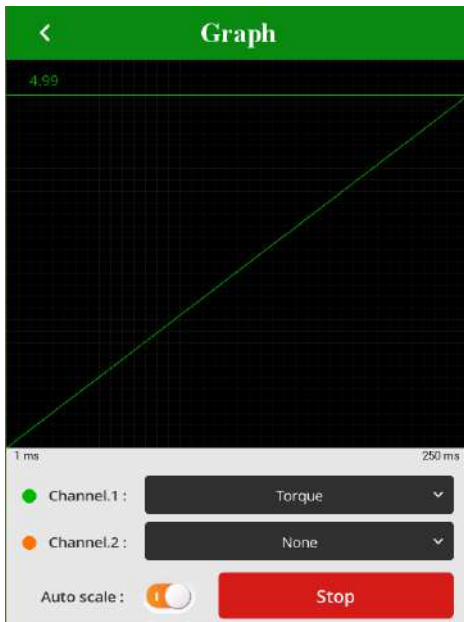 Graph
4.99
1 ms 250 ms
Channel.1 : Torque
Channel.2 : None
Auto scale : Stop